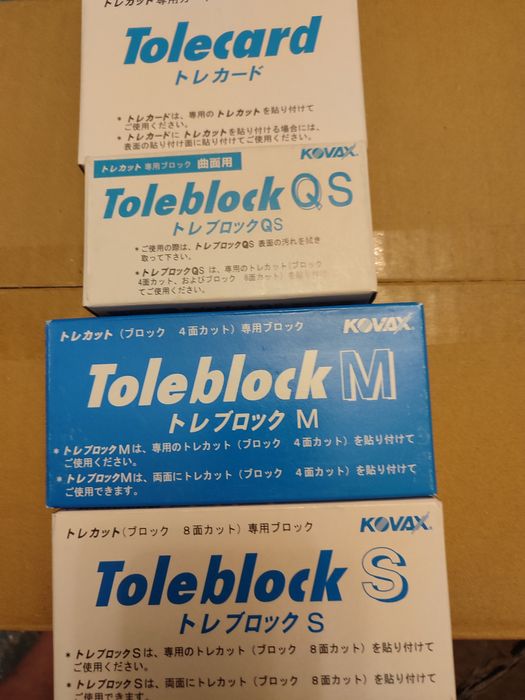 トレカット専用カード
Tolecard
トレカード
* トレカードは、専用のトレカットを貼り付けて
ご使用ください。
* トレカードにトレカットを貼り付ける場合には、
表面の貼り付け面に貼り付けてご使用ください。
トレカット専用ブロック 曲面用
KOVAX
Toleblock QS
トレブロックQS
* ご使用の際は、トレブロックQS 表面の汚れを拭き
取って下さい。
* トレブロックQS は、専用のトレカット(ブロック
4面カット、およびブロック 8面カット)を貼り付け
てご使用ください。
トレカット(ブロック 4面カット)専用ブロック
KOVAX
Toleblock M
トレブロック M
* トレブロックMは、専用のトレカット(ブロック 4面カット)を貼り付けて
ご使用ください。
* トレブロックMは、両面にトレカット(ブロック 4面カット)を貼り付けて
ご使用できます。
トレカット(ブロック 8面カット)専用ブロック
KOVAX
Toleblock S
トレブロック S
* トレブロックSは、専用のトレカット(ブロック 8面カット)を貼り付けて
ご使用ください。
* トレブロックSは、両面にトレカット(ブロック 8面カット)を貼り付けて
ご使用できます。